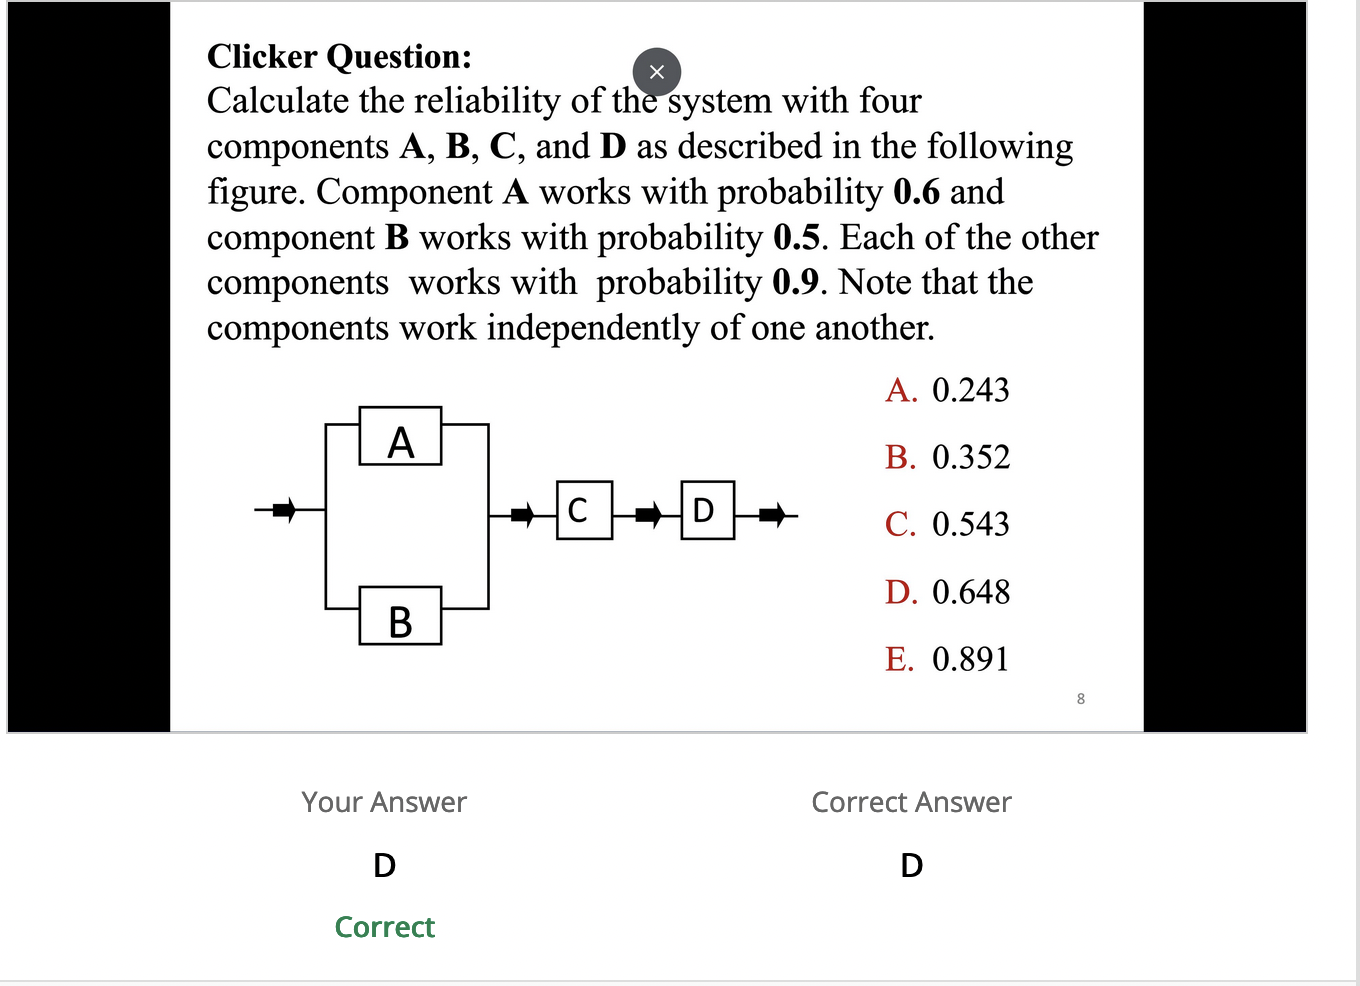 Clicker Question:
Calculate the reliability of the system with four
components A, B, C, and D as described in the following
figure. Component A works with probability 0.6 and
component B works with probability 0.5. Each of the other
components works with probability 0.9. Note that the
components work independently of one another.
A. 0.243
B. 0.352
C. 0.543
D. 0.648
E. 0.891
A
C
D
B
8
Your Answer
Correct Answer
D
D
Correct